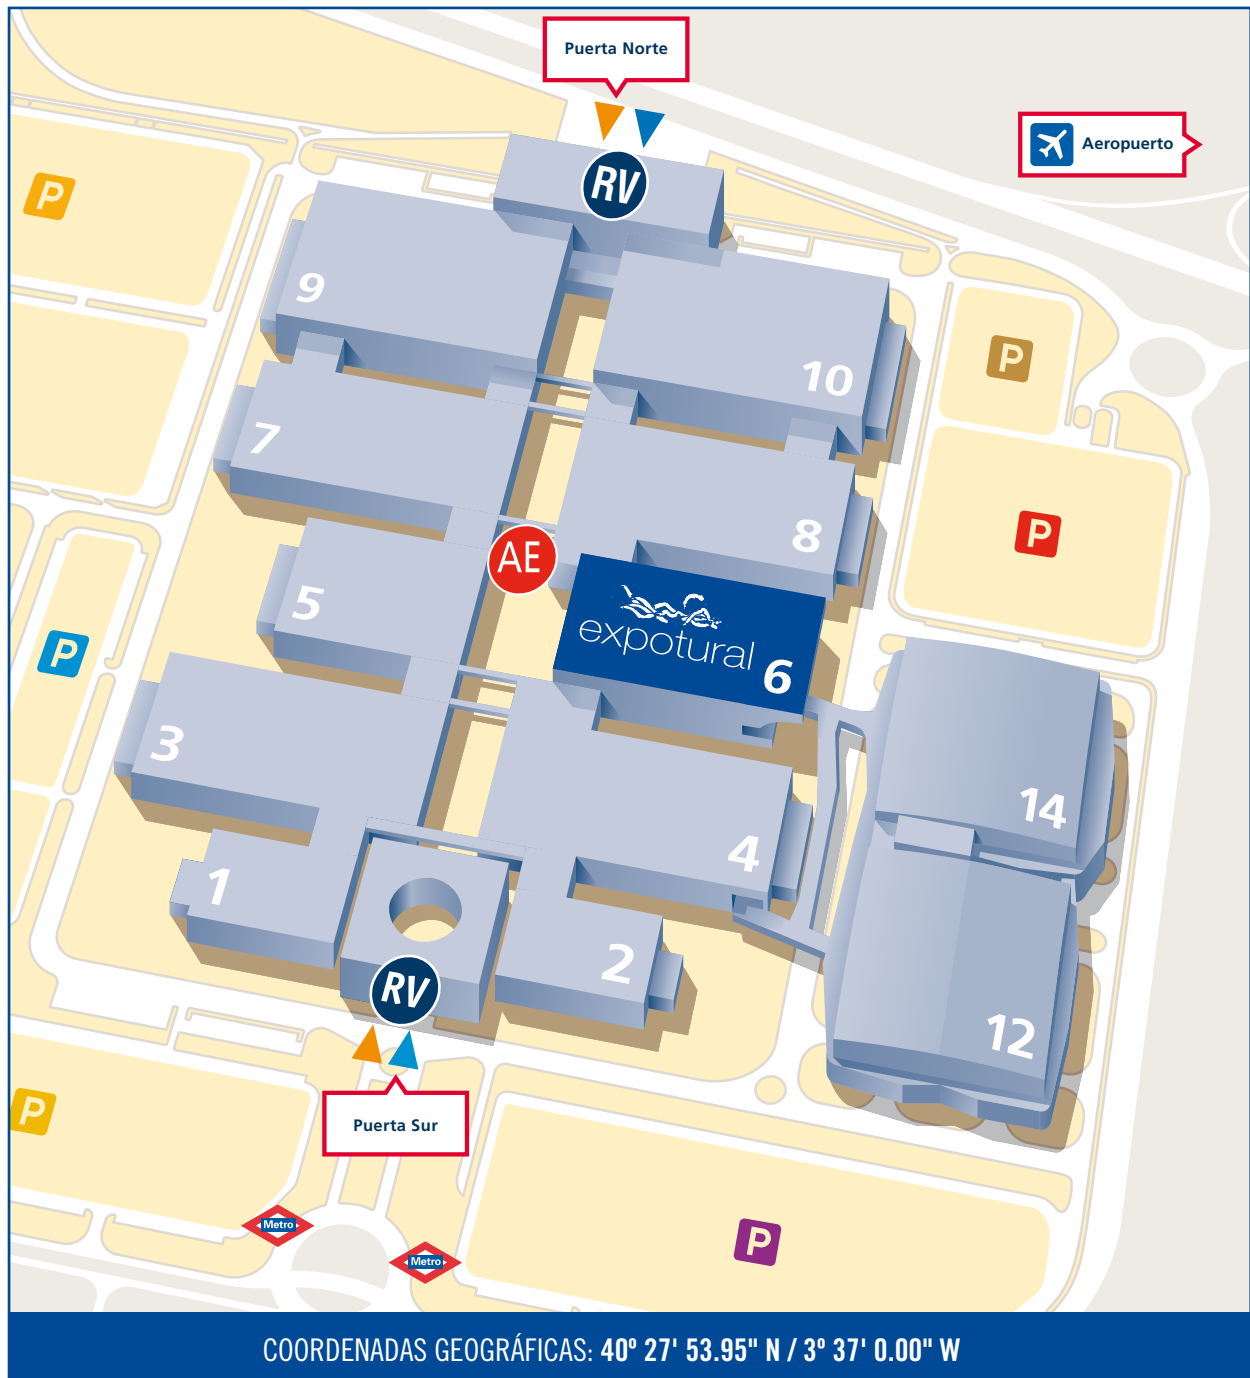 Puerta Norte
Aeropuerto
RV
P
9
10
P
7
8
P
AE
5
expotural
6
P
3
14
4
1
2
RV
12
P
Puerta Sur
Metro
Metro
P
COORDENADAS GEOGRÁFICAS: 40º 27' 53.95" N / 3º 37' 0.00" W